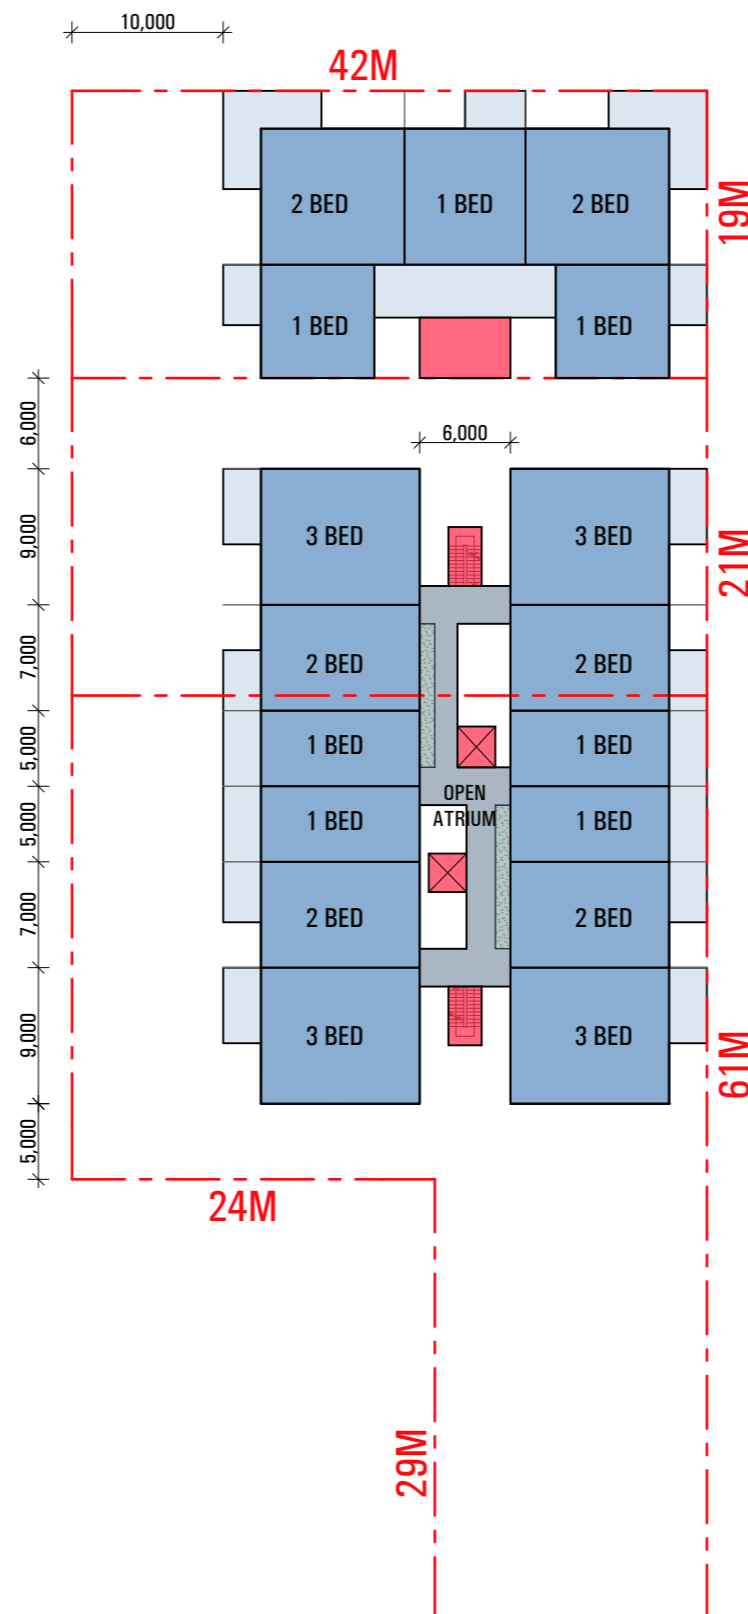 10,000
42M
19M
2 BED 1 BED 2 BED
1 BED 1 BED
6,000
6,000
9,000
3 BED 3 BED
21M
7,000
2 BED 2 BED
5,000
1 BED 1 BED
OPEN
ATRIUM
5,000
1 BED 1 BED
7,000
2 BED 2 BED
9,000
3 BED 3 BED
61M
5,000
24M
29M